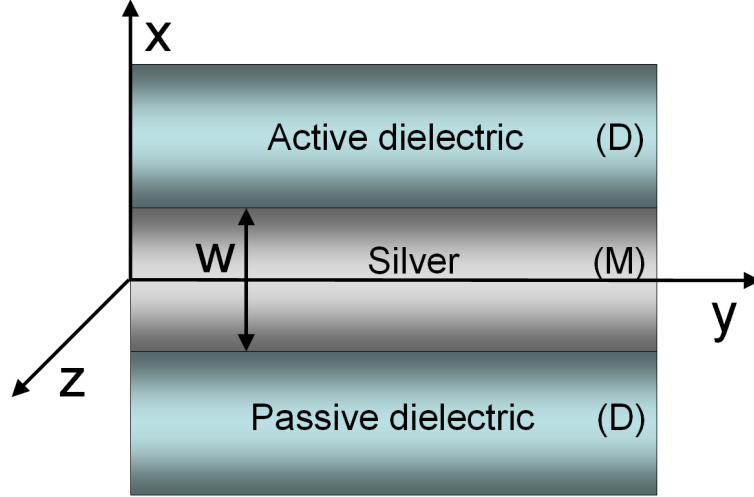 x
Active dielectric (D)
W Silver (M)
y
z
Passive dielectric (D)